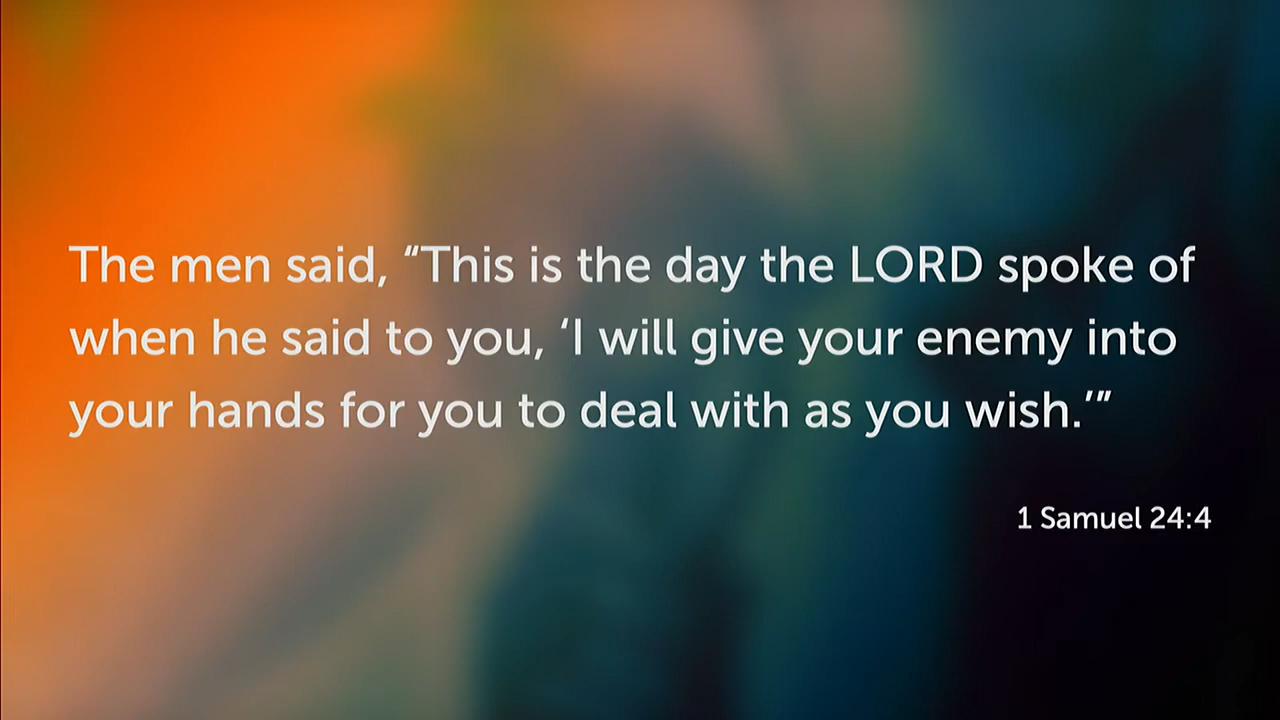 The men said, “This is the day the LORD spoke of
when he said to you, ‘I will give your enemy into
your hands for you to deal with as you wish.’”
1 Samuel 24:4